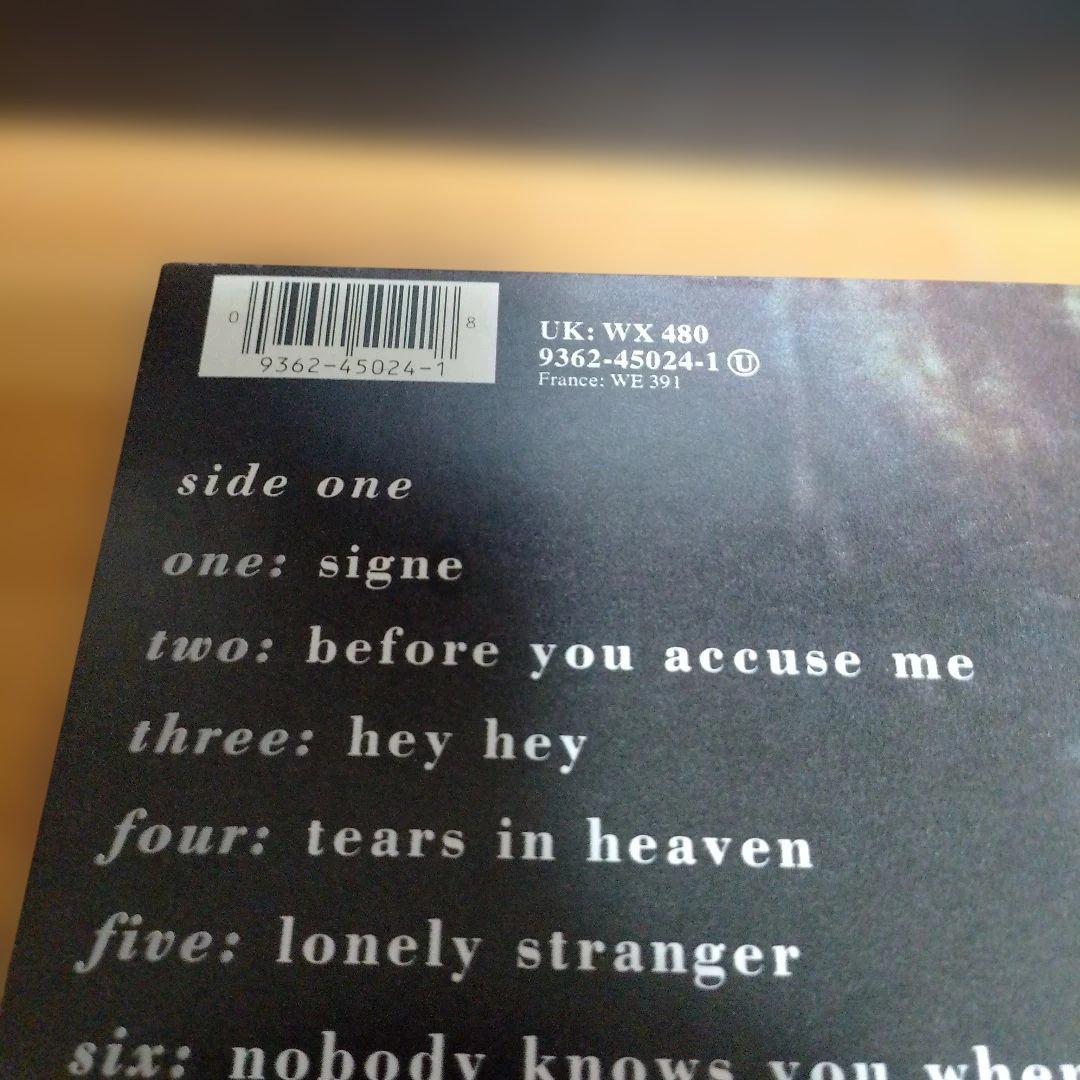 0 9362-45024-1 8
UK: WX 480
9362-45024-1 Ⓤ
France: WE 391
side one
one: signe
two: before you accuse me
three: hey hey
four: tears in heaven
five: lonely stranger
six: nobody knows you when